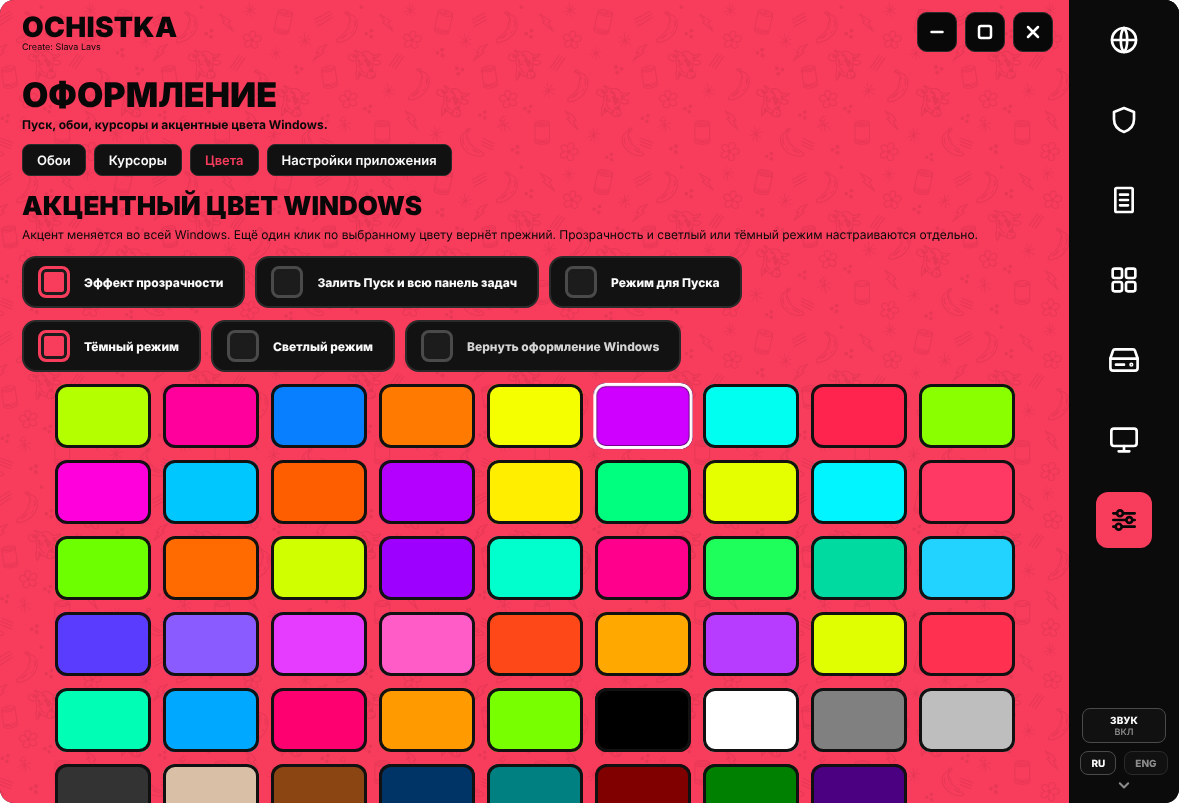 OCHISTKA
Create: Slava Lavs
ОФОРМЛЕНИЕ
Пуск, обои, курсоры и акцентные цвета Windows.
Обои Курсоры Цвета Настройки приложения
АКЦЕНТНЫЙ ЦВЕТ WINDOWS
Акцент меняется во всей Windows. Ещё один клик по выбранному цвету вернёт прежний. Прозрачность и светлый или тёмный режим настраиваются отдельно.
Эффект прозрачности Залить Пуск и всю панель задач Режим для Пуска
Тёмный режим Светлый режим Вернуть оформление Windows
ЗВУК
ВКЛ
RU ENG